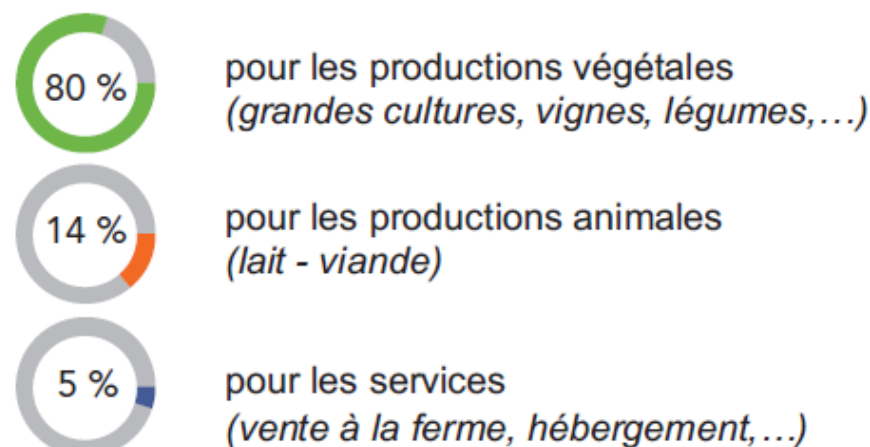 80 %
pour les productions végétales
(grandes cultures, vignes, légumes,…)
14 %
pour les productions animales
(lait - viande)
5 %
pour les services
(vente à la ferme, hébergement,…)